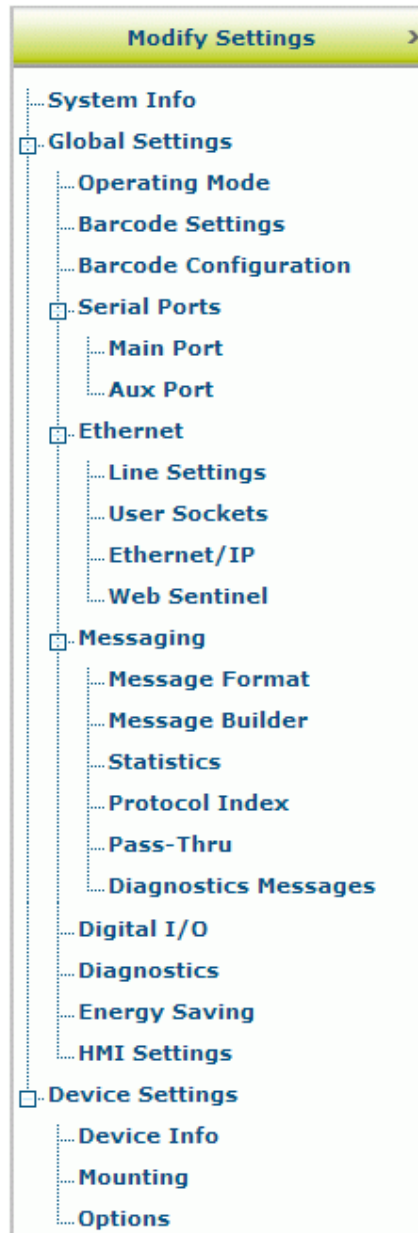 Modify Settings
System Info
Global Settings
Operating Mode
Barcode Settings
Barcode Configuration
Serial Ports
Main Port
Aux Port
Ethernet
Line Settings
User Sockets
Ethernet/IP
Web Sentinel
Messaging
Message Format
Message Builder
Statistics
Protocol Index
Pass-Thru
Diagnostics Messages
Digital I/O
Diagnostics
Energy Saving
HMI Settings
Device Settings
Device Info
Mounting
Options